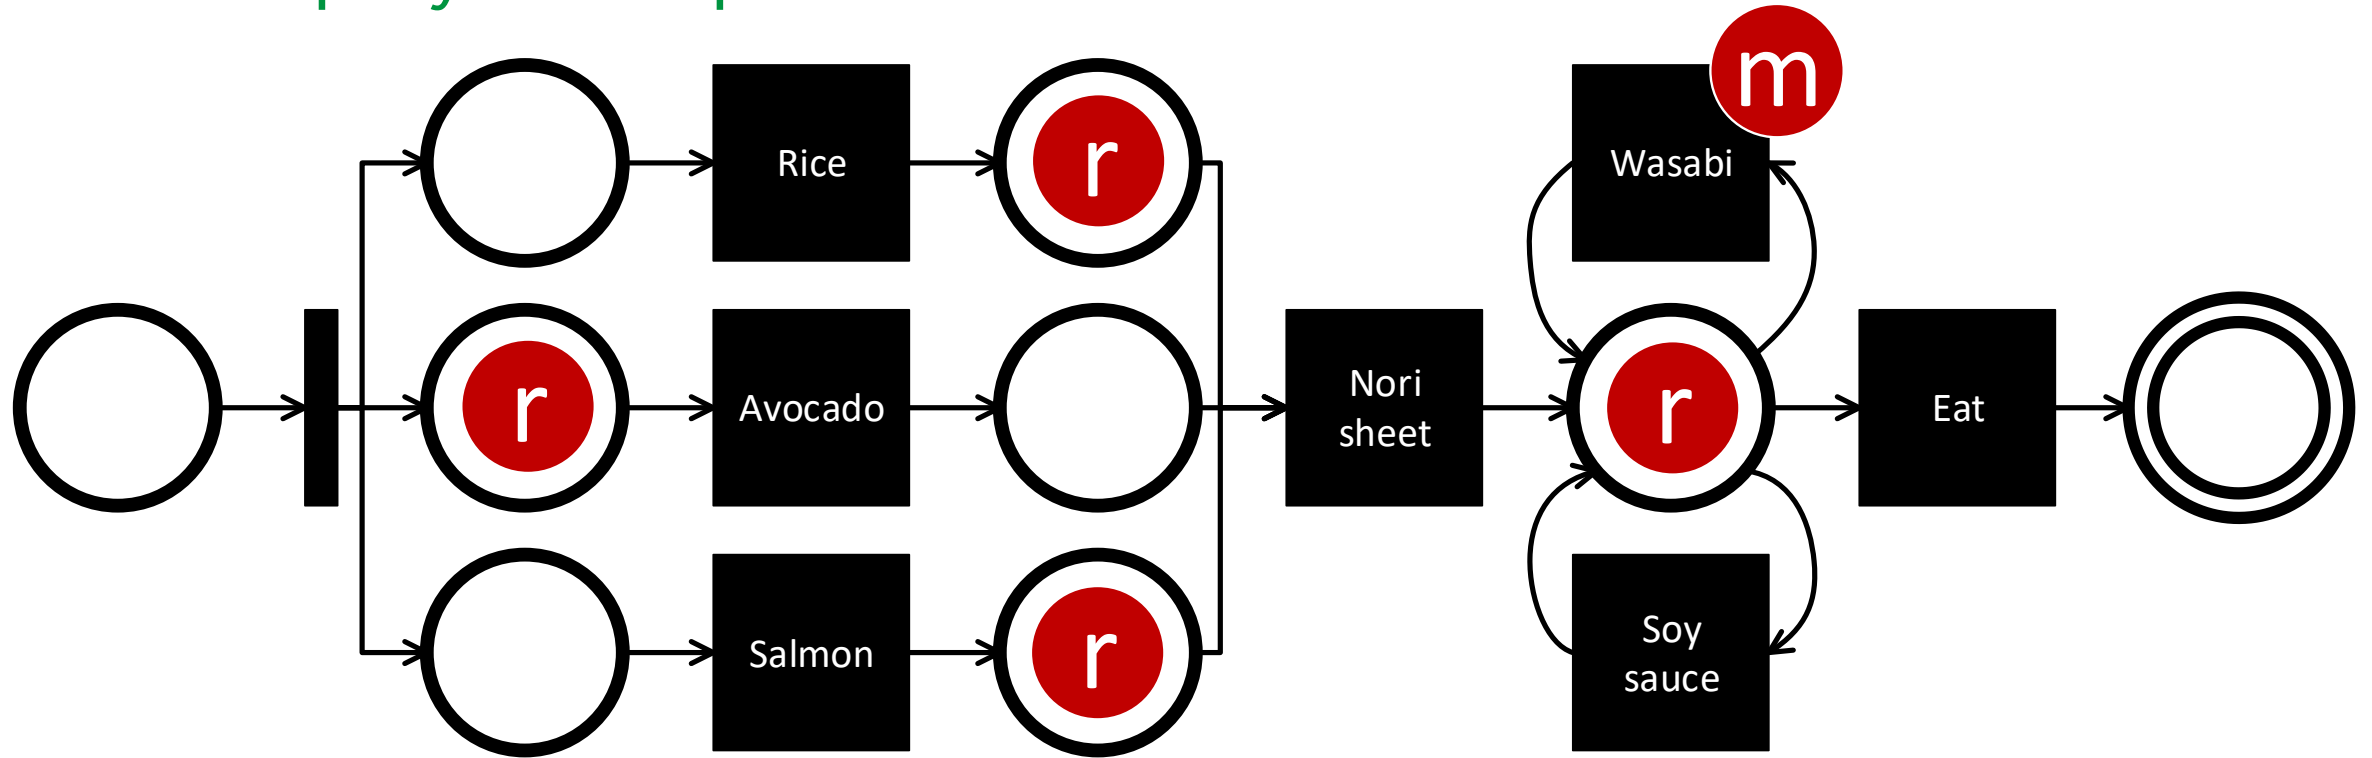 m
Rice
r
Wasabi
r
Avocado
Nori
sheet
r
Eat
Salmon
r
Soy
sauce